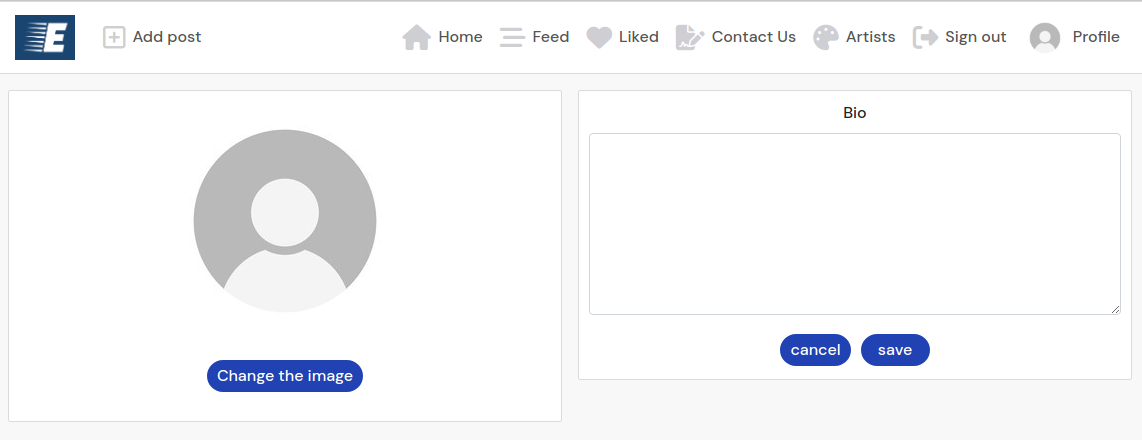 E
Add post
Home
Feed
Liked
Contact Us
Artists
Sign out
Profile
Bio
cancel
save
Change the image